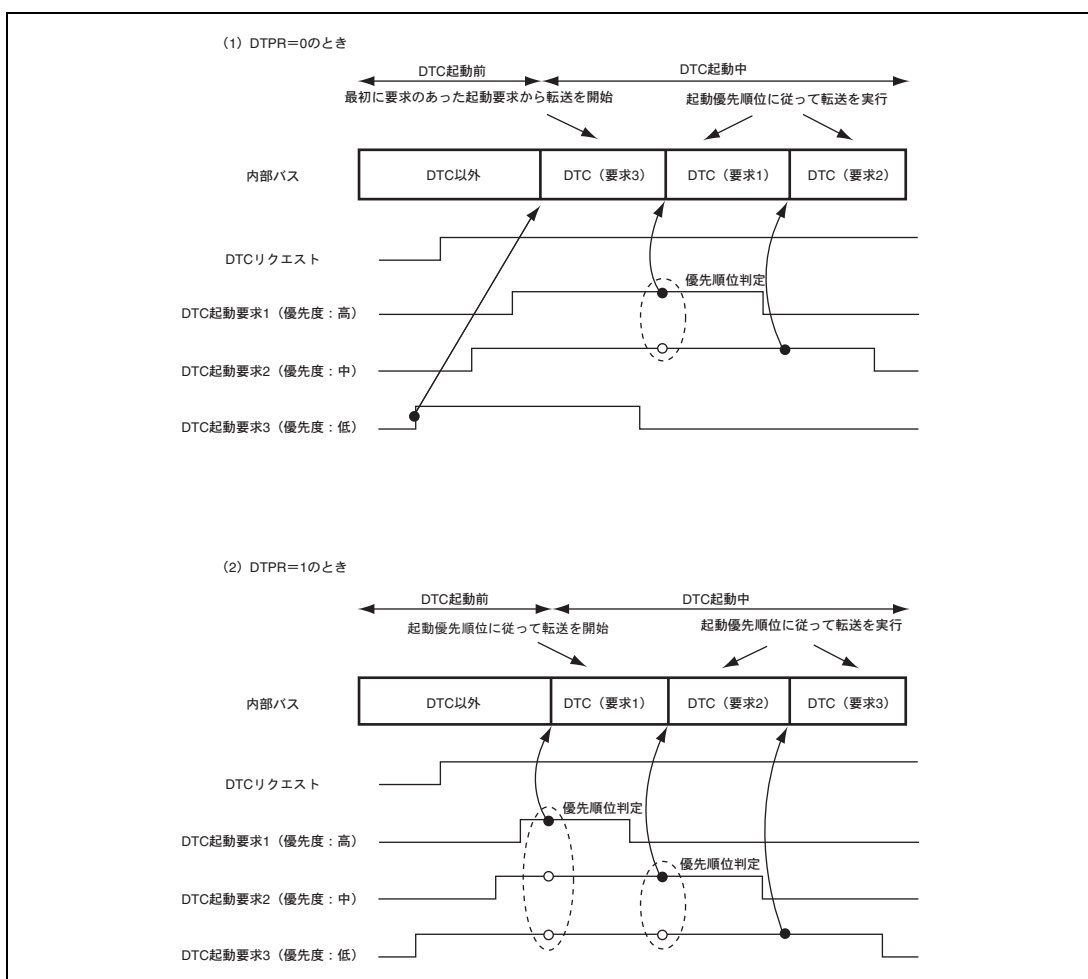 (1) DTPR=0のとき
DTC起動前
DTC起動中
最初に要求のあった起動要求から転送を開始
起動優先順位に従って転送を実行
内部バス
DTC以外
DTC(要求3)
DTC(要求1)
DTC(要求2)
DTCリクエスト
優先順位判定
DTC起動要求1(優先度:高)
DTC起動要求2(優先度:中)
DTC起動要求3(優先度:低)
(2) DTPR=1のとき
DTC起動前
DTC起動中
起動優先順位に従って転送を開始
起動優先順位に従って転送を実行
内部バス
DTC以外
DTC(要求1)
DTC(要求2)
DTC(要求3)
DTCリクエスト
優先順位判定
DTC起動要求1(優先度:高)
優先順位判定
DTC起動要求2(優先度:中)
DTC起動要求3(優先度:低)